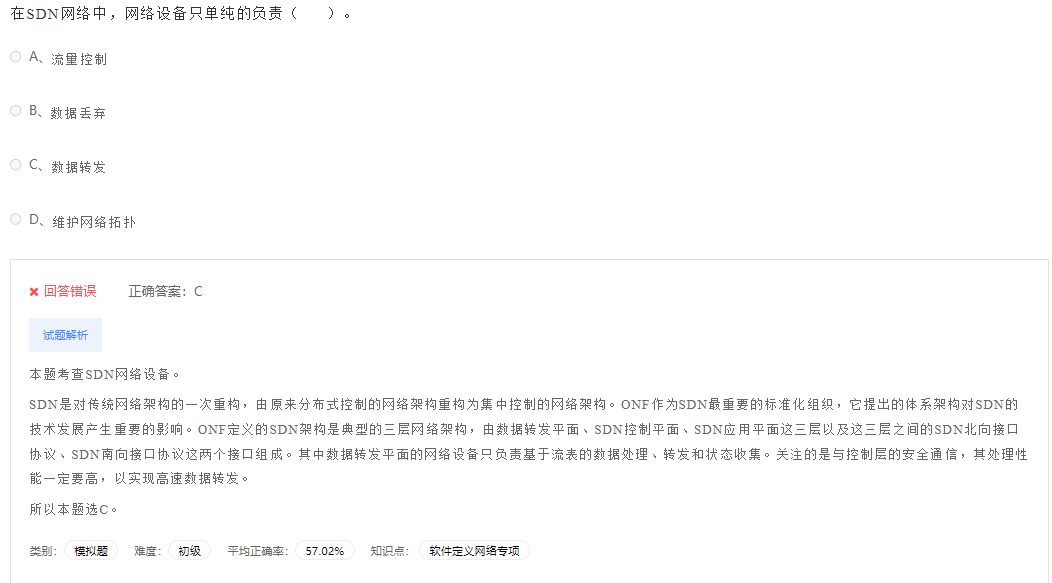 在SDN网络中，网络设备只单纯的负责（　　）。
A、流量控制
B、数据丢弃
C、数据转发
D、维护网络拓扑
✖ 回答错误 正确答案：C
试题解析
本题考查SDN网络设备。
SDN是对传统网络架构的一次重构，由原来分布式控制的网络架构重构为集中控制的网络架构。ONF作为SDN最重要的标准化组织，它提出的体系架构对SDN的
技术发展产生重要的影响。ONF定义的SDN架构是典型的三层网络架构，由数据转发平面、SDN控制平面、SDN应用平面这三层以及这三层之间的SDN北向接口
协议、SDN南向接口协议这两个接口组成。其中数据转发平面的网络设备只负责基于流表的数据处理、转发和状态收集。关注的是与控制层的安全通信，其处理性
能一定要高，以实现高速数据转发。
所以本题选C。
类别： 模拟题 难度： 初级 平均正确率： 57.02% 知识点： 软件定义网络专项